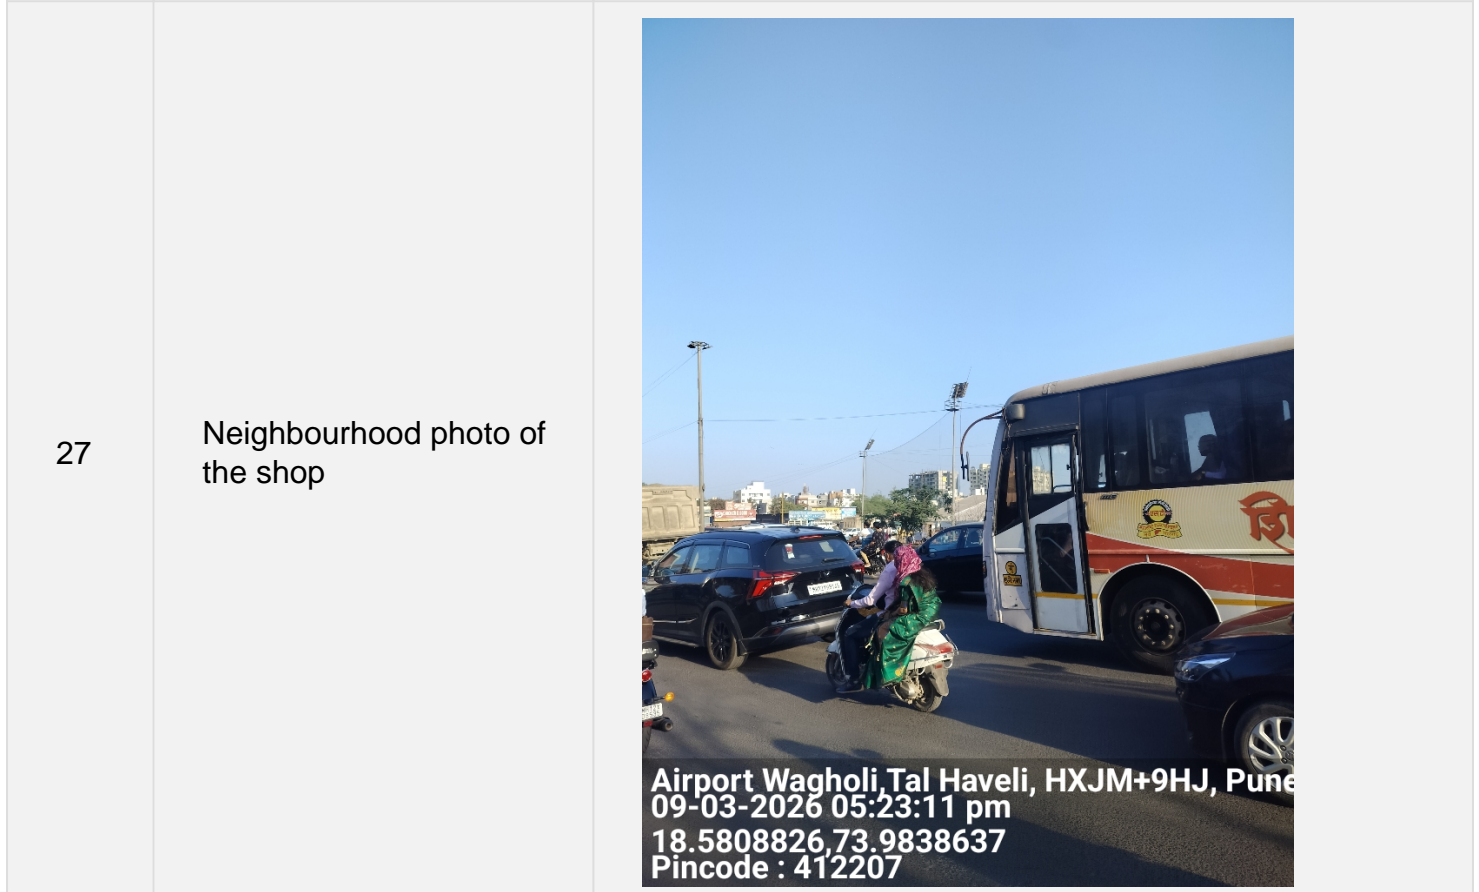 27
Neighbourhood photo of
the shop
Airport Wagholi,Tal Haveli, HXJM+9HJ, Pune
09-03-2026 05:23:11 pm
18.5808826,73.9838637
Pincode : 412207